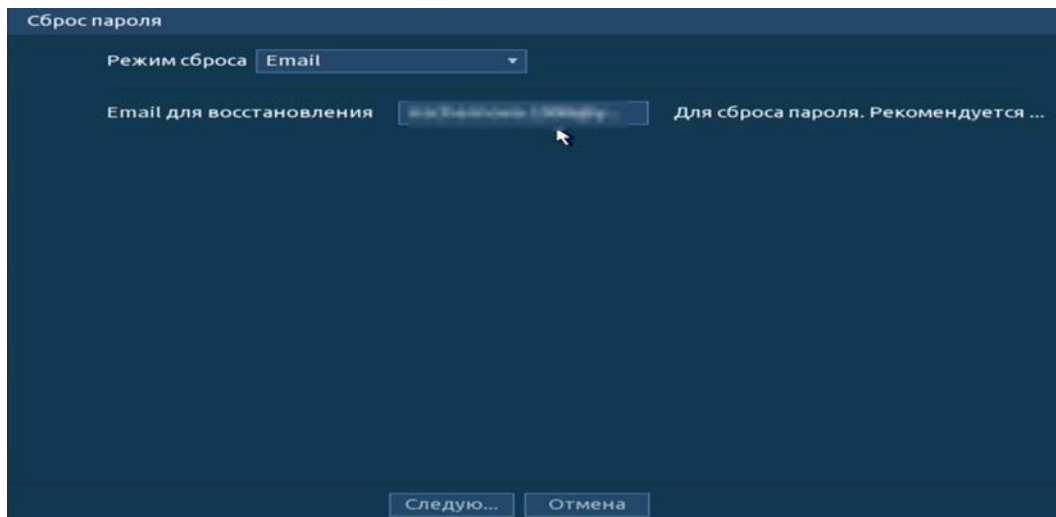 Сброс пароля
Режим сброса Email
Email для восстановления Для сброса пароля. Рекомендуется ...
Следую... Отмена